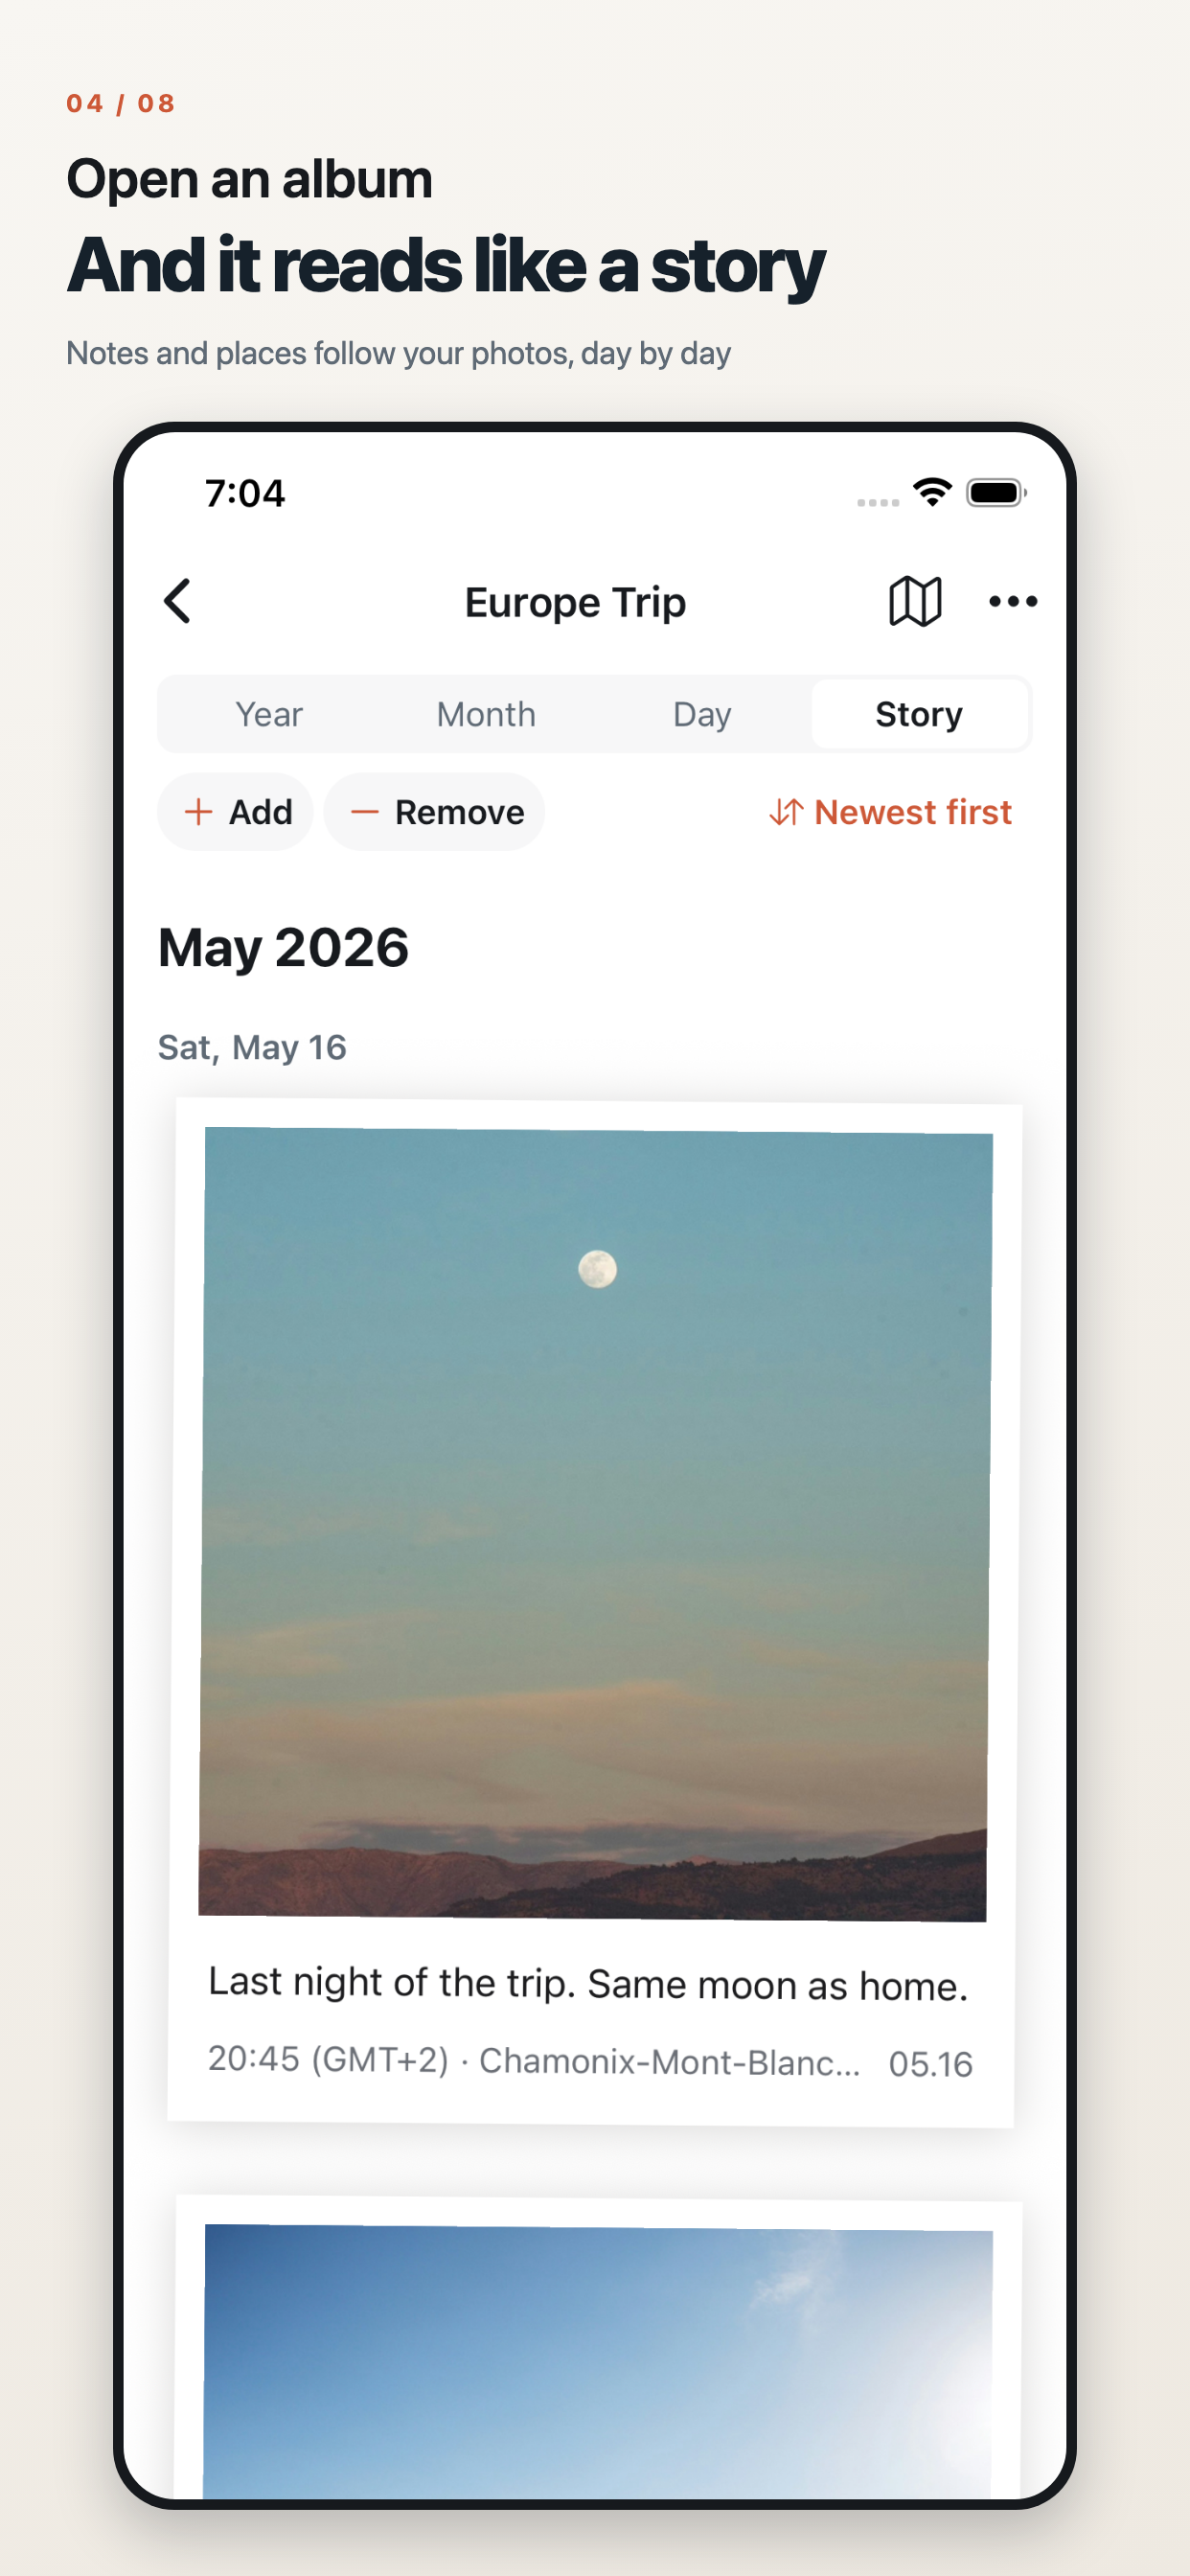 04 / 08
Open an album
And it reads like a story
Notes and places follow your photos, day by day
7:04
Europe Trip
Year Month Day Story
Add Remove Newest first
May 2026
Sat, May 16
Last night of the trip. Same moon as home.
20:45 (GMT+2) · Chamonix-Mont-Blanc... 05.16